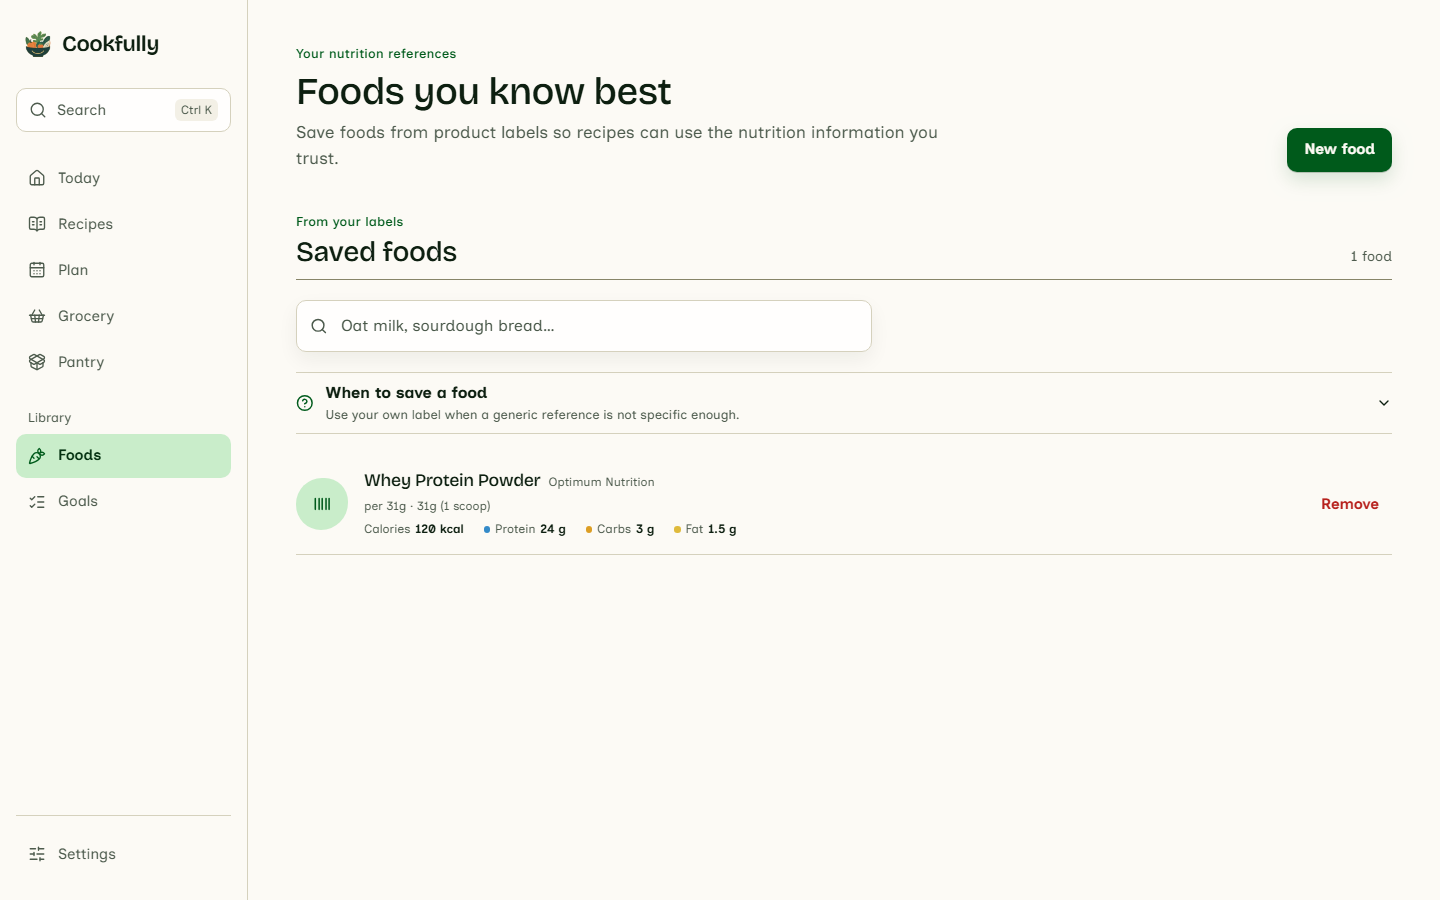 Cookfully
Search
Ctrl K
Today
Recipes
Plan
Grocery
Pantry
Library
Foods
Goals
Settings
Your nutrition references
Foods you know best
Save foods from product labels so recipes can use the nutrition information you
trust.
New food
From your labels
Saved foods
1 food
Oat milk, sourdough bread...
When to save a food
Use your own label when a generic reference is not specific enough.
Whey Protein Powder Optimum Nutrition
per 31g · 31g (1 scoop)
Calories 120 kcal Protein 24 g Carbs 3 g Fat 1.5 g
Remove